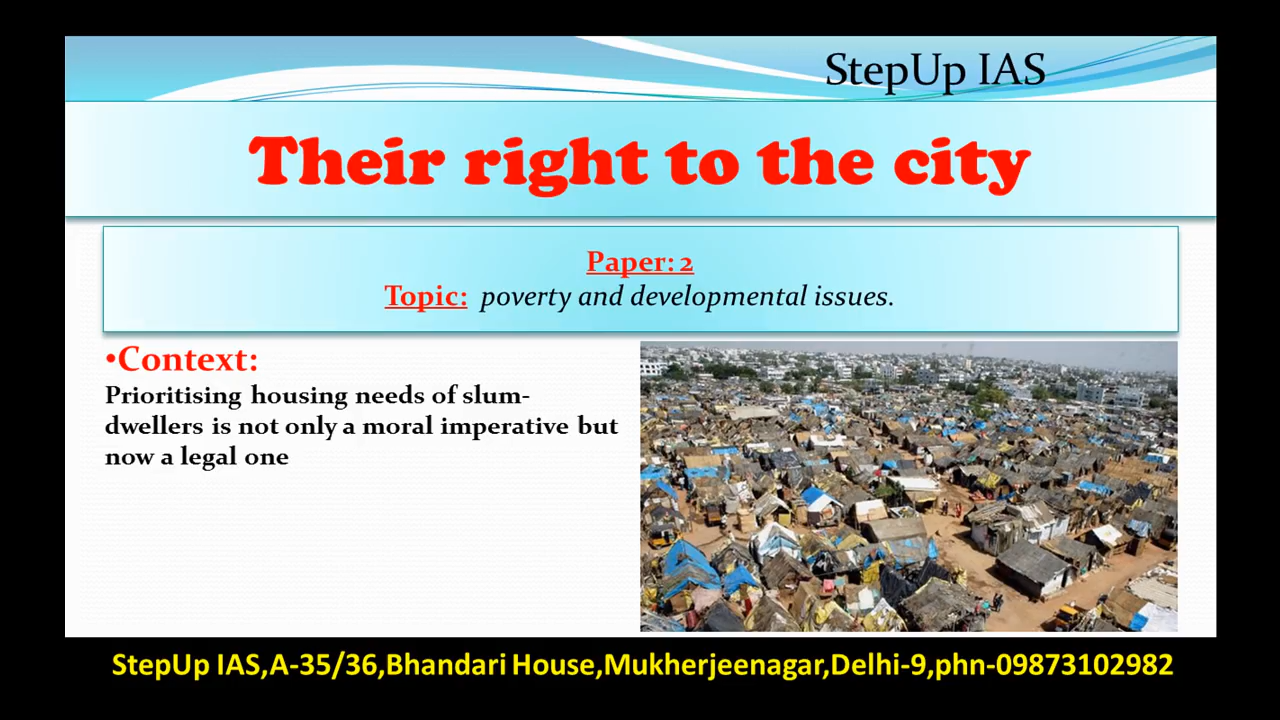 StepUp IAS
Their right to the city
Paper: 2
Topic: poverty and developmental issues.
•Context:
Prioritising housing needs of slum-
dwellers is not only a moral imperative but
now a legal one
StepUp IAS,A-35/36,Bhandari House,Mukherjeenagar,Delhi-9,phn-09873102982